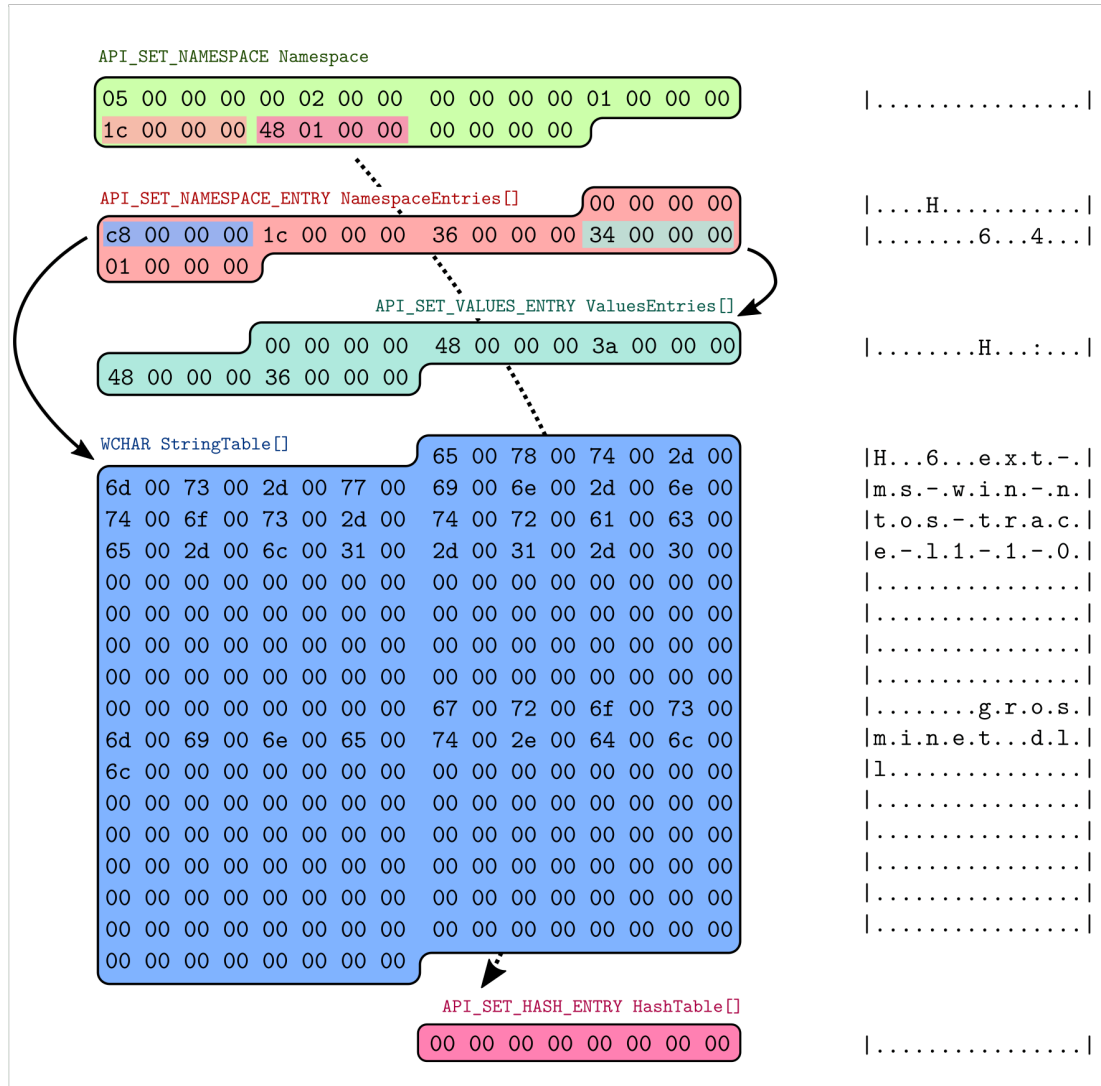 API_SET_NAMESPACE Namespace
05 00 00 00 00 02 00 00 00 00 00 00 01 00 00 00 |................|
1c 00 00 00 48 01 00 00 00 00 00 00
API_SET_NAMESPACE_ENTRY NamespaceEntries[] 00 00 00 00 |....H...........|
c8 00 00 00 1c 00 00 00 36 00 00 00 34 00 00 00 |........6...4...|
01 00 00 00
API_SET_VALUES_ENTRY ValuesEntries[]
00 00 00 00 48 00 00 00 3a 00 00 00 |........H...:...|
48 00 00 00 36 00 00 00
WCHAR StringTable[] 65 00 78 00 74 00 2d 00 |H...6...e.x.t.-.|
6d 00 73 00 2d 00 77 00 69 00 6e 00 2d 00 6e 00 |m.s.-.w.i.n.-.n.|
74 00 6f 00 73 00 2d 00 74 00 72 00 61 00 63 00 |t.o.s.-.t.r.a.c.|
65 00 2d 00 6c 00 31 00 2d 00 31 00 2d 00 30 00 |e.-.l.1.-.1.-.0.|
00 00 00 00 00 00 00 00 00 00 00 00 00 00 00 00 |................|
00 00 00 00 00 00 00 00 00 00 00 00 00 00 00 00 |................|
00 00 00 00 00 00 00 00 00 00 00 00 00 00 00 00 |................|
00 00 00 00 00 00 00 00 00 00 00 00 00 00 00 00 |................|
00 00 00 00 00 00 00 00 67 00 72 00 6f 00 73 00 |........g.r.o.s.|
6d 00 69 00 6e 00 65 00 74 00 2e 00 64 00 6c 00 |m.i.n.e.t...d.l.|
6c 00 00 00 00 00 00 00 00 00 00 00 00 00 00 00 |l...............|
00 00 00 00 00 00 00 00 00 00 00 00 00 00 00 00 |................|
00 00 00 00 00 00 00 00 00 00 00 00 00 00 00 00 |................|
00 00 00 00 00 00 00 00 00 00 00 00 00 00 00 00 |................|
00 00 00 00 00 00 00 00 00 00 00 00 00 00 00 00 |................|
00 00 00 00 00 00 00 00 00 00 00 00 00 00 00 00 |................|
00 00 00 00 00 00 00 00
API_SET_HASH_ENTRY HashTable[]
00 00 00 00 00 00 00 00 |................|